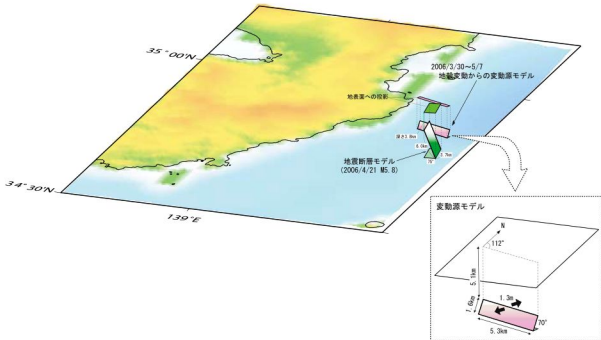 35°00'N
34°30'N
139°E
2006/3/30~5/7
地殻変動からの変動源モデル
地表面への投影
深さ3.8km
6.0km
2.7km
70°
地震断層モデル
(2006/4/21 M5.8)
変動源モデル
N
112°
5.1km
1.3m
1.6km
70°
5.3km